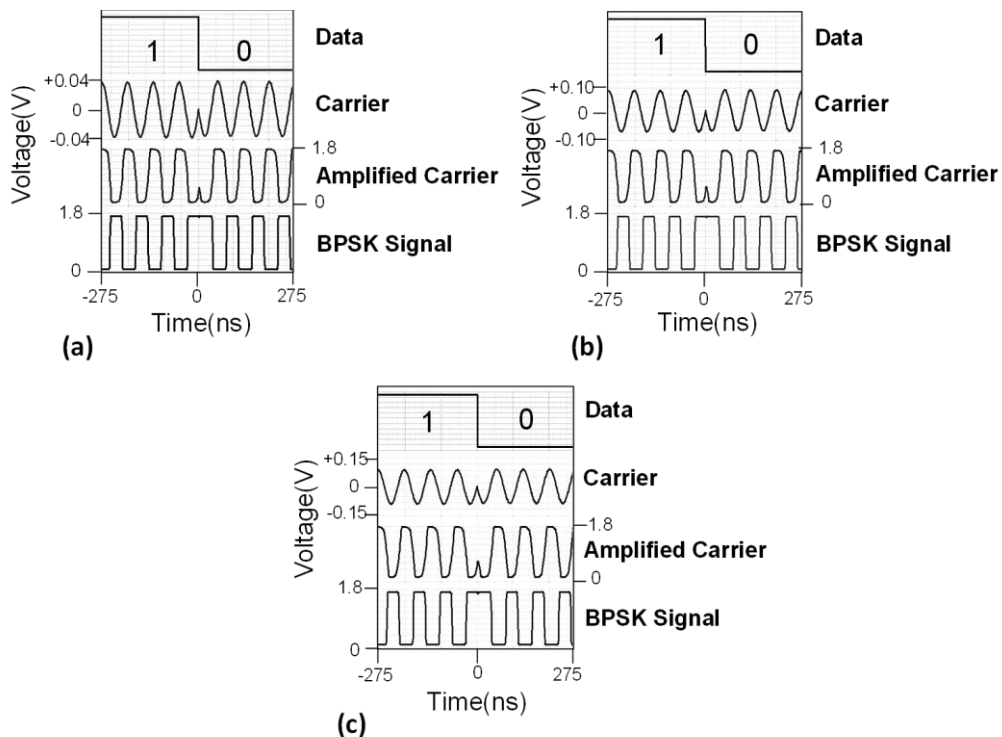 1 0
Data
Voltage(V)
+0.04
0
-0.04
Carrier
1.8
Amplified Carrier
0
1.8
BPSK Signal
0
-275 0 275
Time(ns)
(a)
1 0
Data
Voltage(V)
+0.10
0
-0.10
Carrier
1.8
Amplified Carrier
0
1.8
BPSK Signal
0
-275 0 275
Time(ns)
(b)
1 0
Data
Voltage(V)
+0.15
0
-0.15
Carrier
1.8
Amplified Carrier
0
1.8
BPSK Signal
0
-275 0 275
Time(ns)
(c)